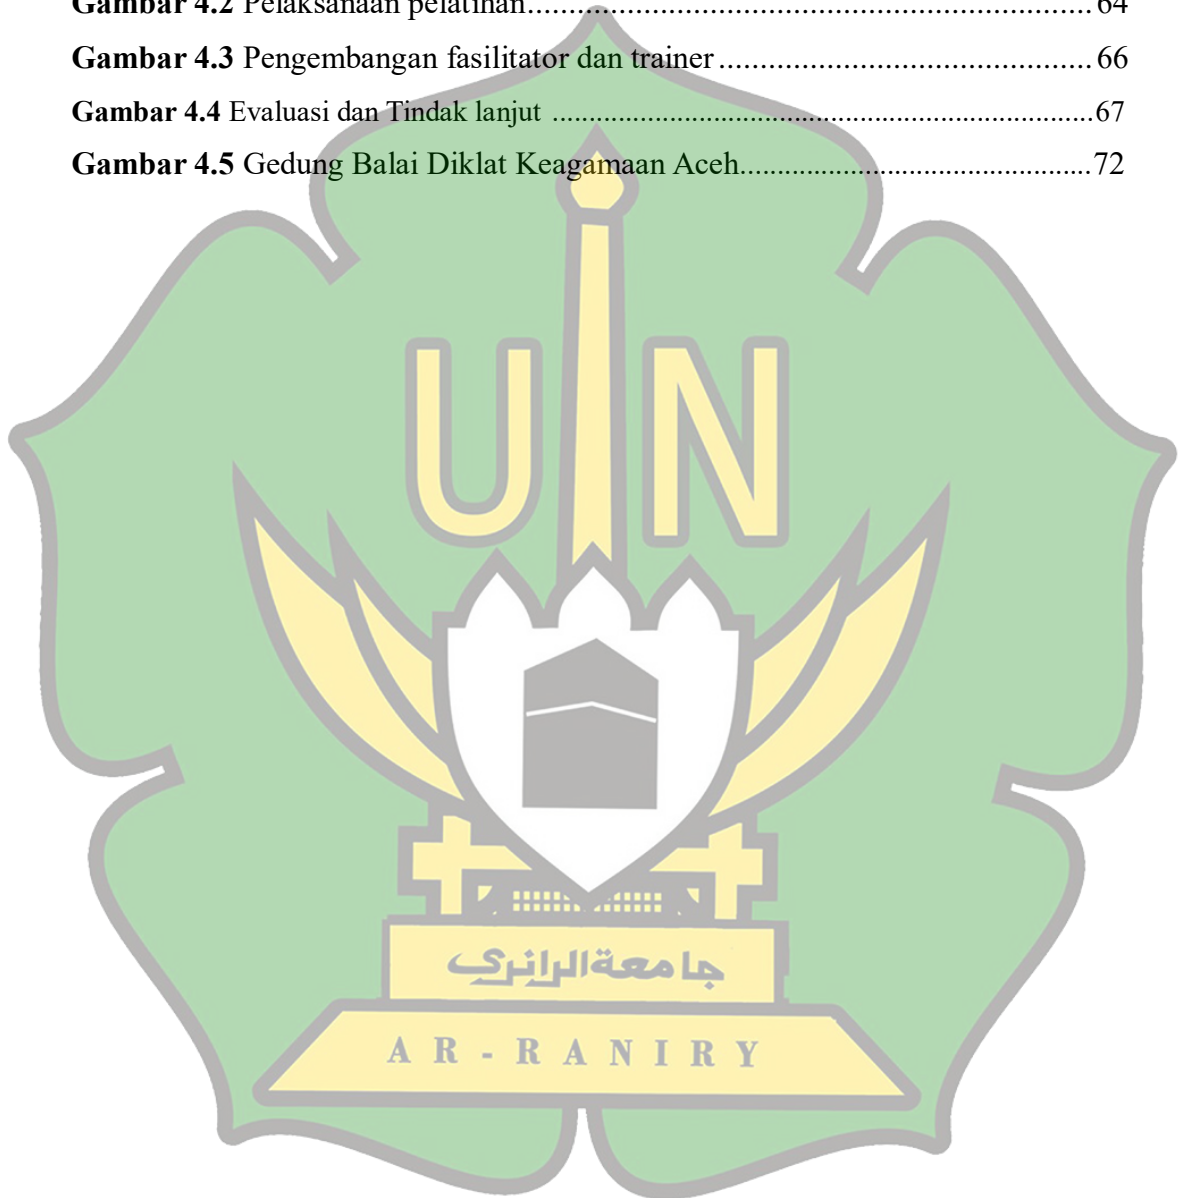 Gambar 4.2 Pelaksanaan pelatihan....................................................................64
Gambar 4.3 Pengembangan fasilitator dan trainer.............................................66
Gambar 4.4 Evaluasi dan Tindak lanjut ........................................................................67
Gambar 4.5 Gedung Balai Diklat Keagamaan Aceh...............................................72
UIN
جامعة الرانري
AR-RANIRY